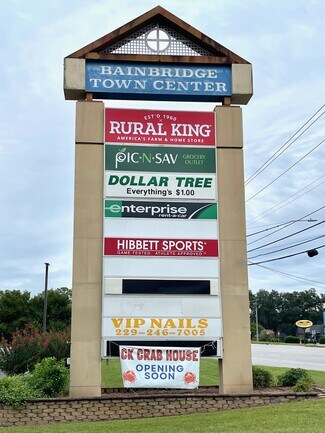 BAINBRIDGE
TOWN CENTER
EST'D 1960
RURAL KING
AMERICA'S FARM & HOME STORE
PIC-N-SAV GROCERY OUTLET
DOLLAR TREE
Everything's $1.00
enterprise
rent-a-car
HIBBETT SPORTS
GAME TESTED. ATHLETE APPROVED.
VIP NAILS
229-246-7005
CK CRAB HOUSE
OPENING
SOON